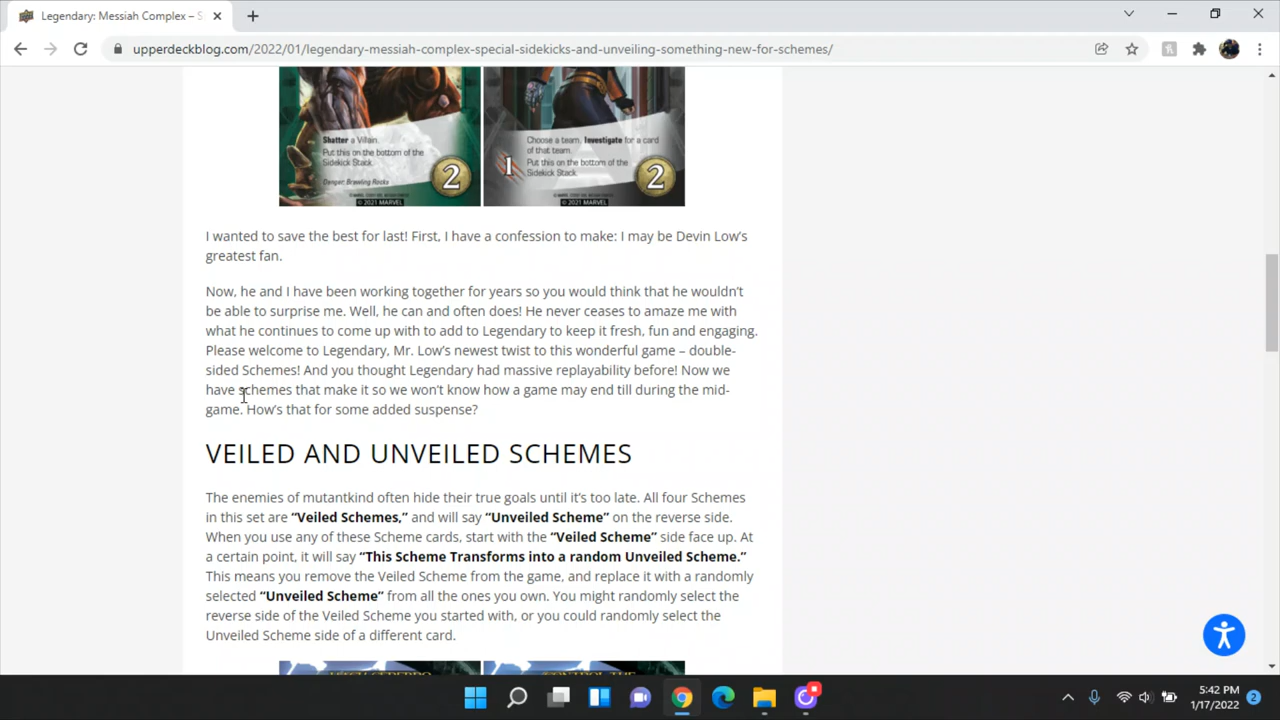 Legendary: Messiah Complex – S
upperdeckblog.com/2022/01/legendary-messiah-complex-special-sidekicks-and-unveiling-something-new-for-schemes/
Shatter a Villain.
Put this on the bottom of the
Sidekick Stack.
2
© 2021 MARVEL
Choose a team, Investigate for a card
of that team.
Put this on the bottom of the
Sidekick Stack.
1
2
© 2021 MARVEL
I wanted to save the best for last! First, I have a confession to make: I may be Devin Low’s
greatest fan.
Now, he and I have been working together for years so you would think that he wouldn’t
be able to surprise me. Well, he can and often does! He never ceases to amaze me with
what he continues to come up with to add to Legendary to keep it fresh, fun and engaging.
Please welcome to Legendary, Mr. Low’s newest twist to this wonderful game – double-
sided Schemes! And you thought Legendary had massive replayability before! Now we
have schemes that make it so we won’t know how a game may end till during the mid-
game. How’s that for some added suspense?
VEILED AND UNVEILED SCHEMES
The enemies of mutantkind often hide their true goals until it’s too late. All four Schemes
in this set are “Veiled Schemes,” and will say “Unveiled Scheme” on the reverse side.
When you use any of these Scheme cards, start with the “Veiled Scheme” side face up. At
a certain point, it will say “This Scheme Transforms into a random Unveiled Scheme.”
This means you remove the Veiled Scheme from the game, and replace it with a randomly
selected “Unveiled Scheme” from all the ones you own. You might randomly select the
reverse side of the Veiled Scheme you started with, or you could randomly select the
Unveiled Scheme side of a different card.
CONTROL THE
5:42 PM
1/17/2022
2